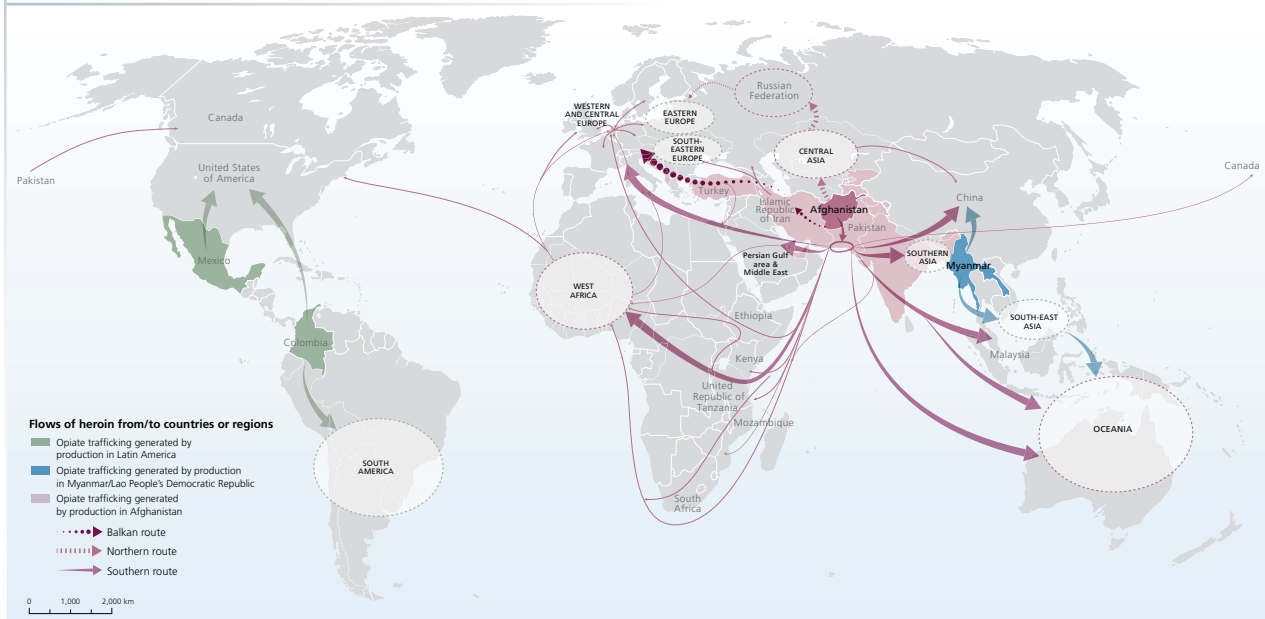 Canada
United States
of America
Pakistan
Mexico
Colombia
SOUTH
AMERICA
WESTERN
AND CENTRAL
EUROPE
EASTERN
EUROPE
SOUTH-
EASTERN
EUROPE
Russian
Federation
CENTRAL
ASIA
Turkey
Islamic
Republic
of Iran
Afghanistan
Pakistan
Persian Gulf
area &
Middle East
SOUTHERN
ASIA
China
Canada
Myanmar
SOUTH-EAST
ASIA
Malaysia
WEST
AFRICA
Ethiopia
Kenya
United
Republic of
Tanzania
Mozambique
South
Africa
OCEANIA
Flows of heroin from/to countries or regions
Opiate trafficking generated by
production in Latin America
Opiate trafficking generated by production
in Myanmar/Lao People's Democratic Republic
Opiate trafficking generated
by production in Afghanistan
Balkan route
Northern route
Southern route
0 1,000 2,000 km